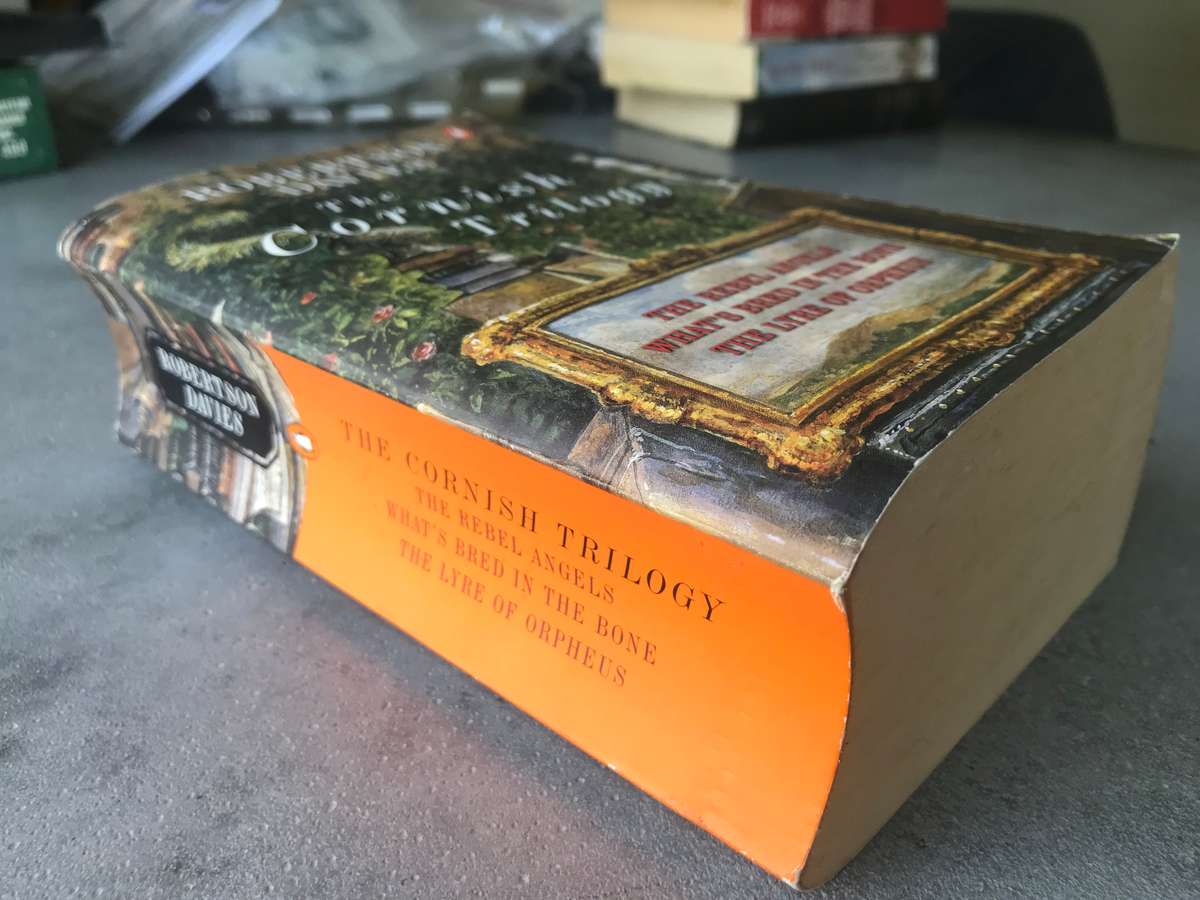 ROBERTSON
DAVIES
The
Cornish
Trilogy
THE REBEL ANGELS
WHAT'S BRED IN THE BONE
THE LYRE OF ORPHEUS
ROBERTSON
DAVIES
THE CORNISH TRILOGY
THE REBEL ANGELS
WHAT'S BRED IN THE BONE
THE LYRE OF ORPHEUS